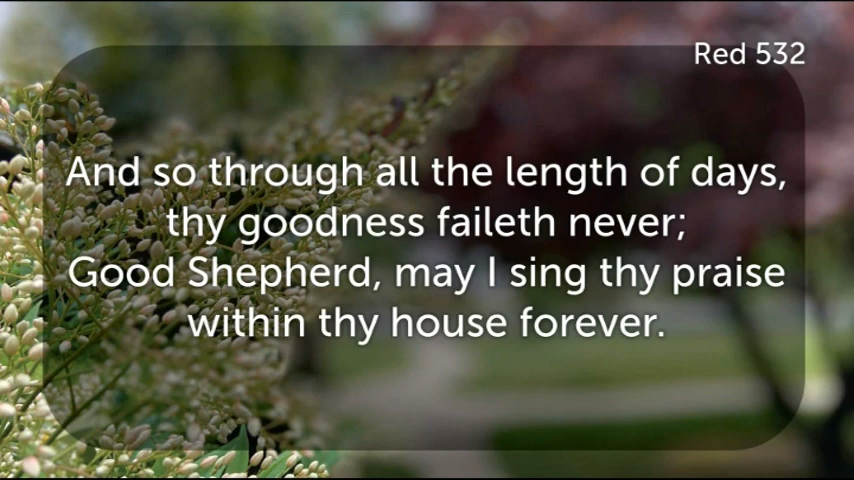 Red 532
And so through all the length of days,
thy goodness faileth never;
Good Shepherd, may I sing thy praise
within thy house forever.